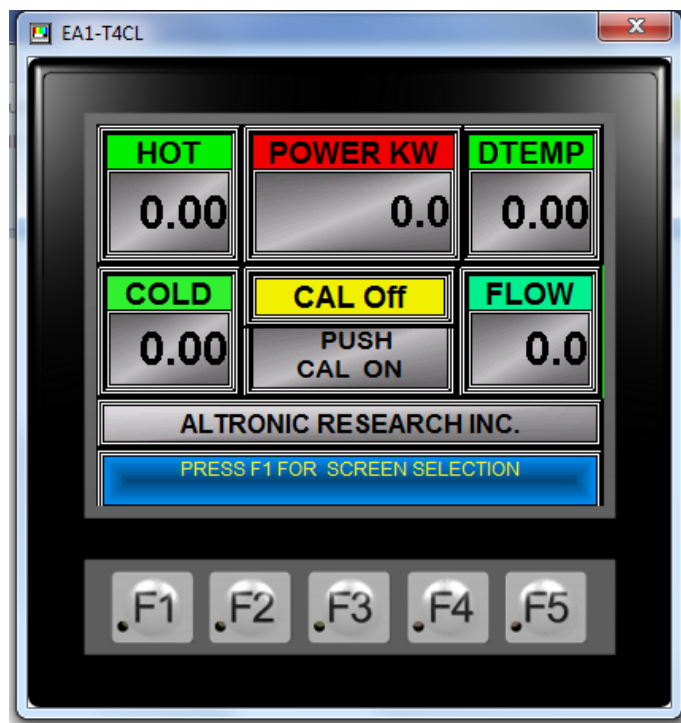 EA1-T4CL
HOT POWER KW DTEMP
0.00 0.0 0.00
COLD CAL Off FLOW
0.00 PUSH CAL ON 0.0
ALTRONIC RESEARCH INC.
PRESS F1 FOR SCREEN SELECTION
F1 F2 F3 F4 F5